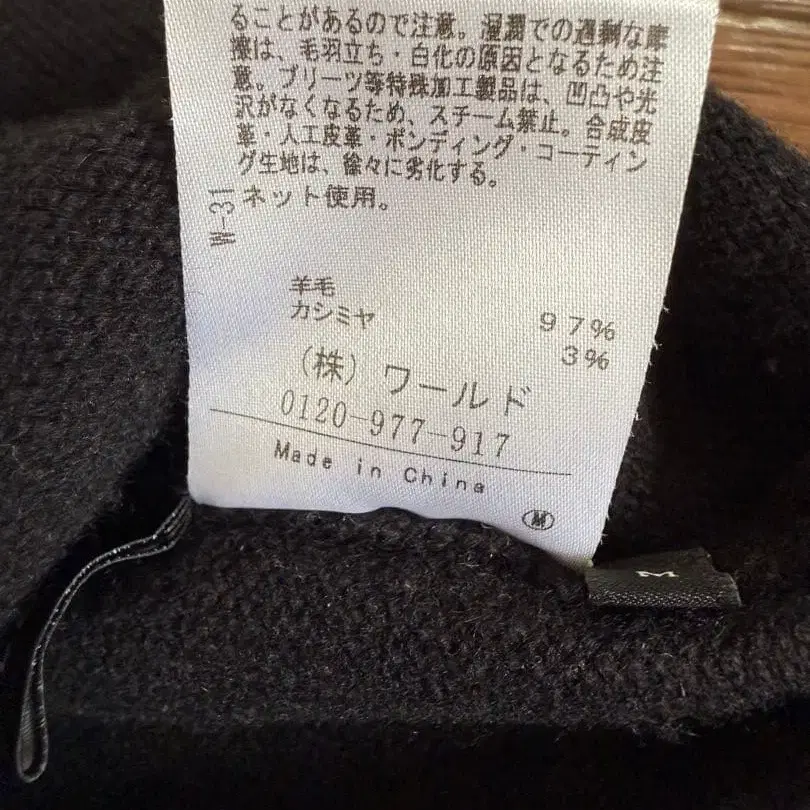 ることがあるので注意。湿潤での過剰な摩
擦は、毛羽立ち・白化の原因となるため注
意。プリーツ等特殊加工製品は、凹凸や光
沢がなくなるため、スチーム禁止。合成皮
革・人工皮革・ボンディング・コーティン
グ生地は、徐々に劣化する。
ネット使用。
W-31
羊毛 97%
カシミヤ 3%
(株) ワールド
0120-977-917
Made in China
M
M